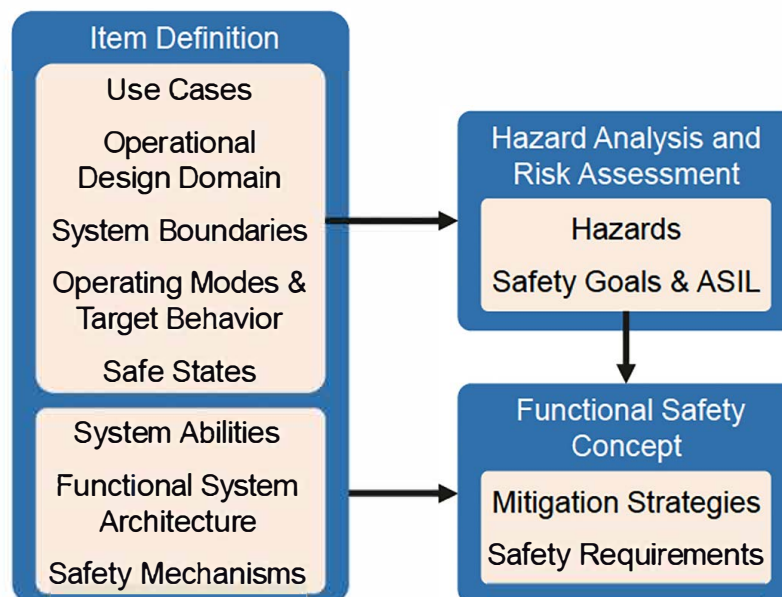 Item Definition
Use Cases
Operational
Design Domain
System Boundaries
Operating Modes &
Target Behavior
Safe States
System Abilities
Functional System
Architecture
Safety Mechanisms
Hazard Analysis and
Risk Assessment
Hazards
Safety Goals & ASIL
Functional Safety
Concept
Mitigation Strategies
Safety Requirements